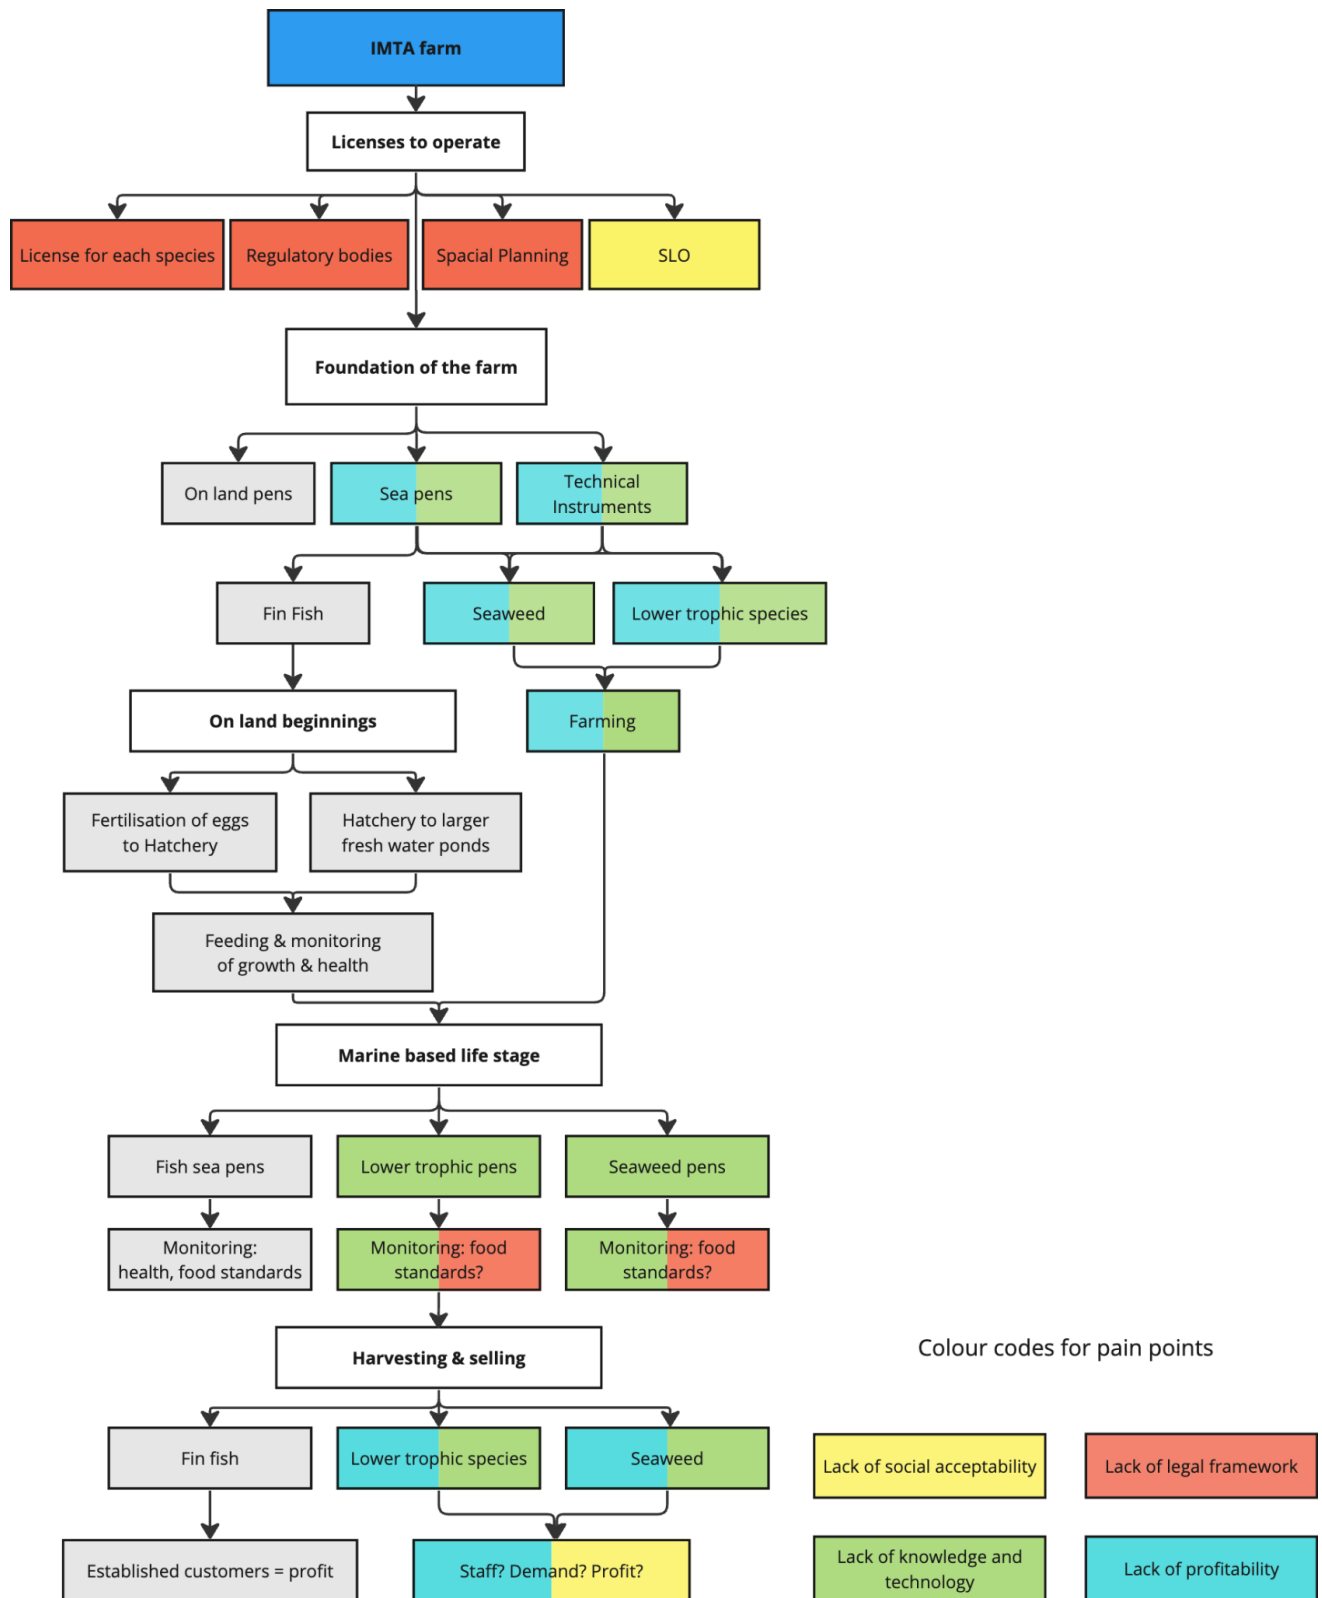 IMTA farm
Licenses to operate
License for each species
Regulatory bodies
Spacial Planning
SLO
Foundation of the farm
On land pens
Sea pens
Technical
Instruments
Fin Fish
Seaweed
Lower trophic species
On land beginnings
Farming
Fertilisation of eggs
to Hatchery
Hatchery to larger
fresh water ponds
Feeding & monitoring
of growth & health
Marine based life stage
Fish sea pens
Lower trophic pens
Seaweed pens
Monitoring:
health, food standards
Monitoring: food
standards?
Monitoring: food
standards?
Harvesting & selling
Fin fish
Lower trophic species
Seaweed
Established customers = profit
Staff? Demand? Profit?
Colour codes for pain points
Lack of social acceptability
Lack of legal framework
Lack of knowledge and
technology
Lack of profitability